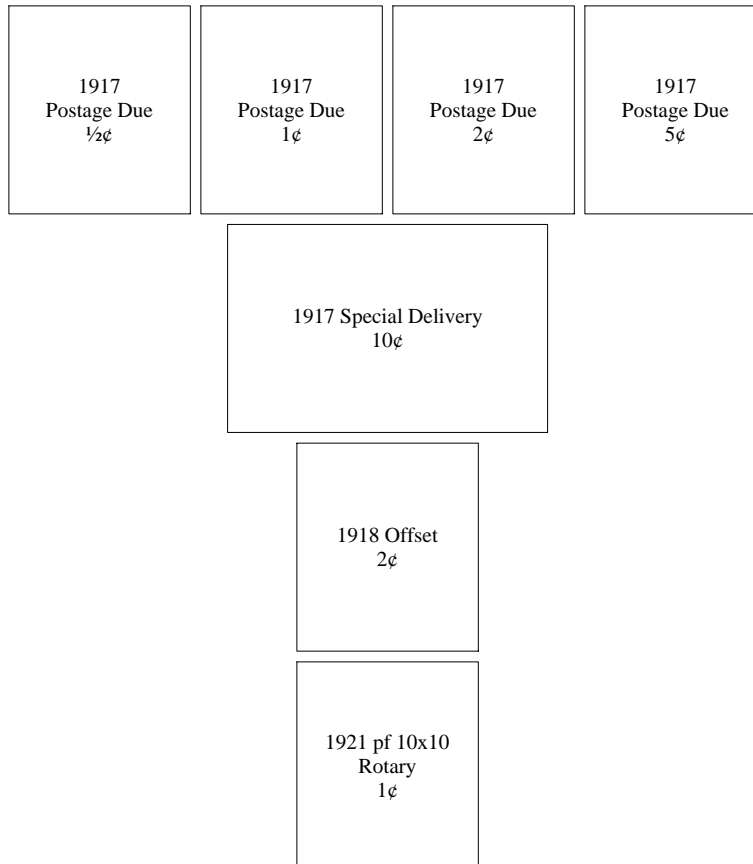 1917
Postage Due
½¢
1917
Postage Due
1¢
1917
Postage Due
2¢
1917
Postage Due
5¢
1917 Special Delivery
10¢
1918 Offset
2¢
1921 pf 10x10
Rotary
1¢